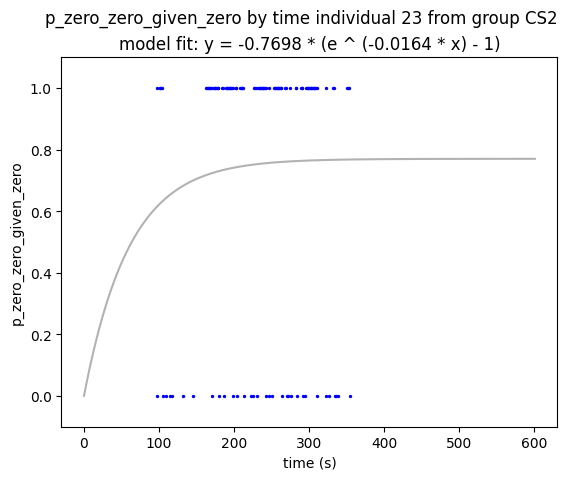 p_zero_zero_given_zero by time individual 23 from group CS2
model fit: y = -0.7698 * (e ^ (-0.0164 * x) - 1)
1.0
0.8
0.6
0.4
0.2
0.0
p_zero_zero_given_zero
0 100 200 300 400 500 600
time (s)